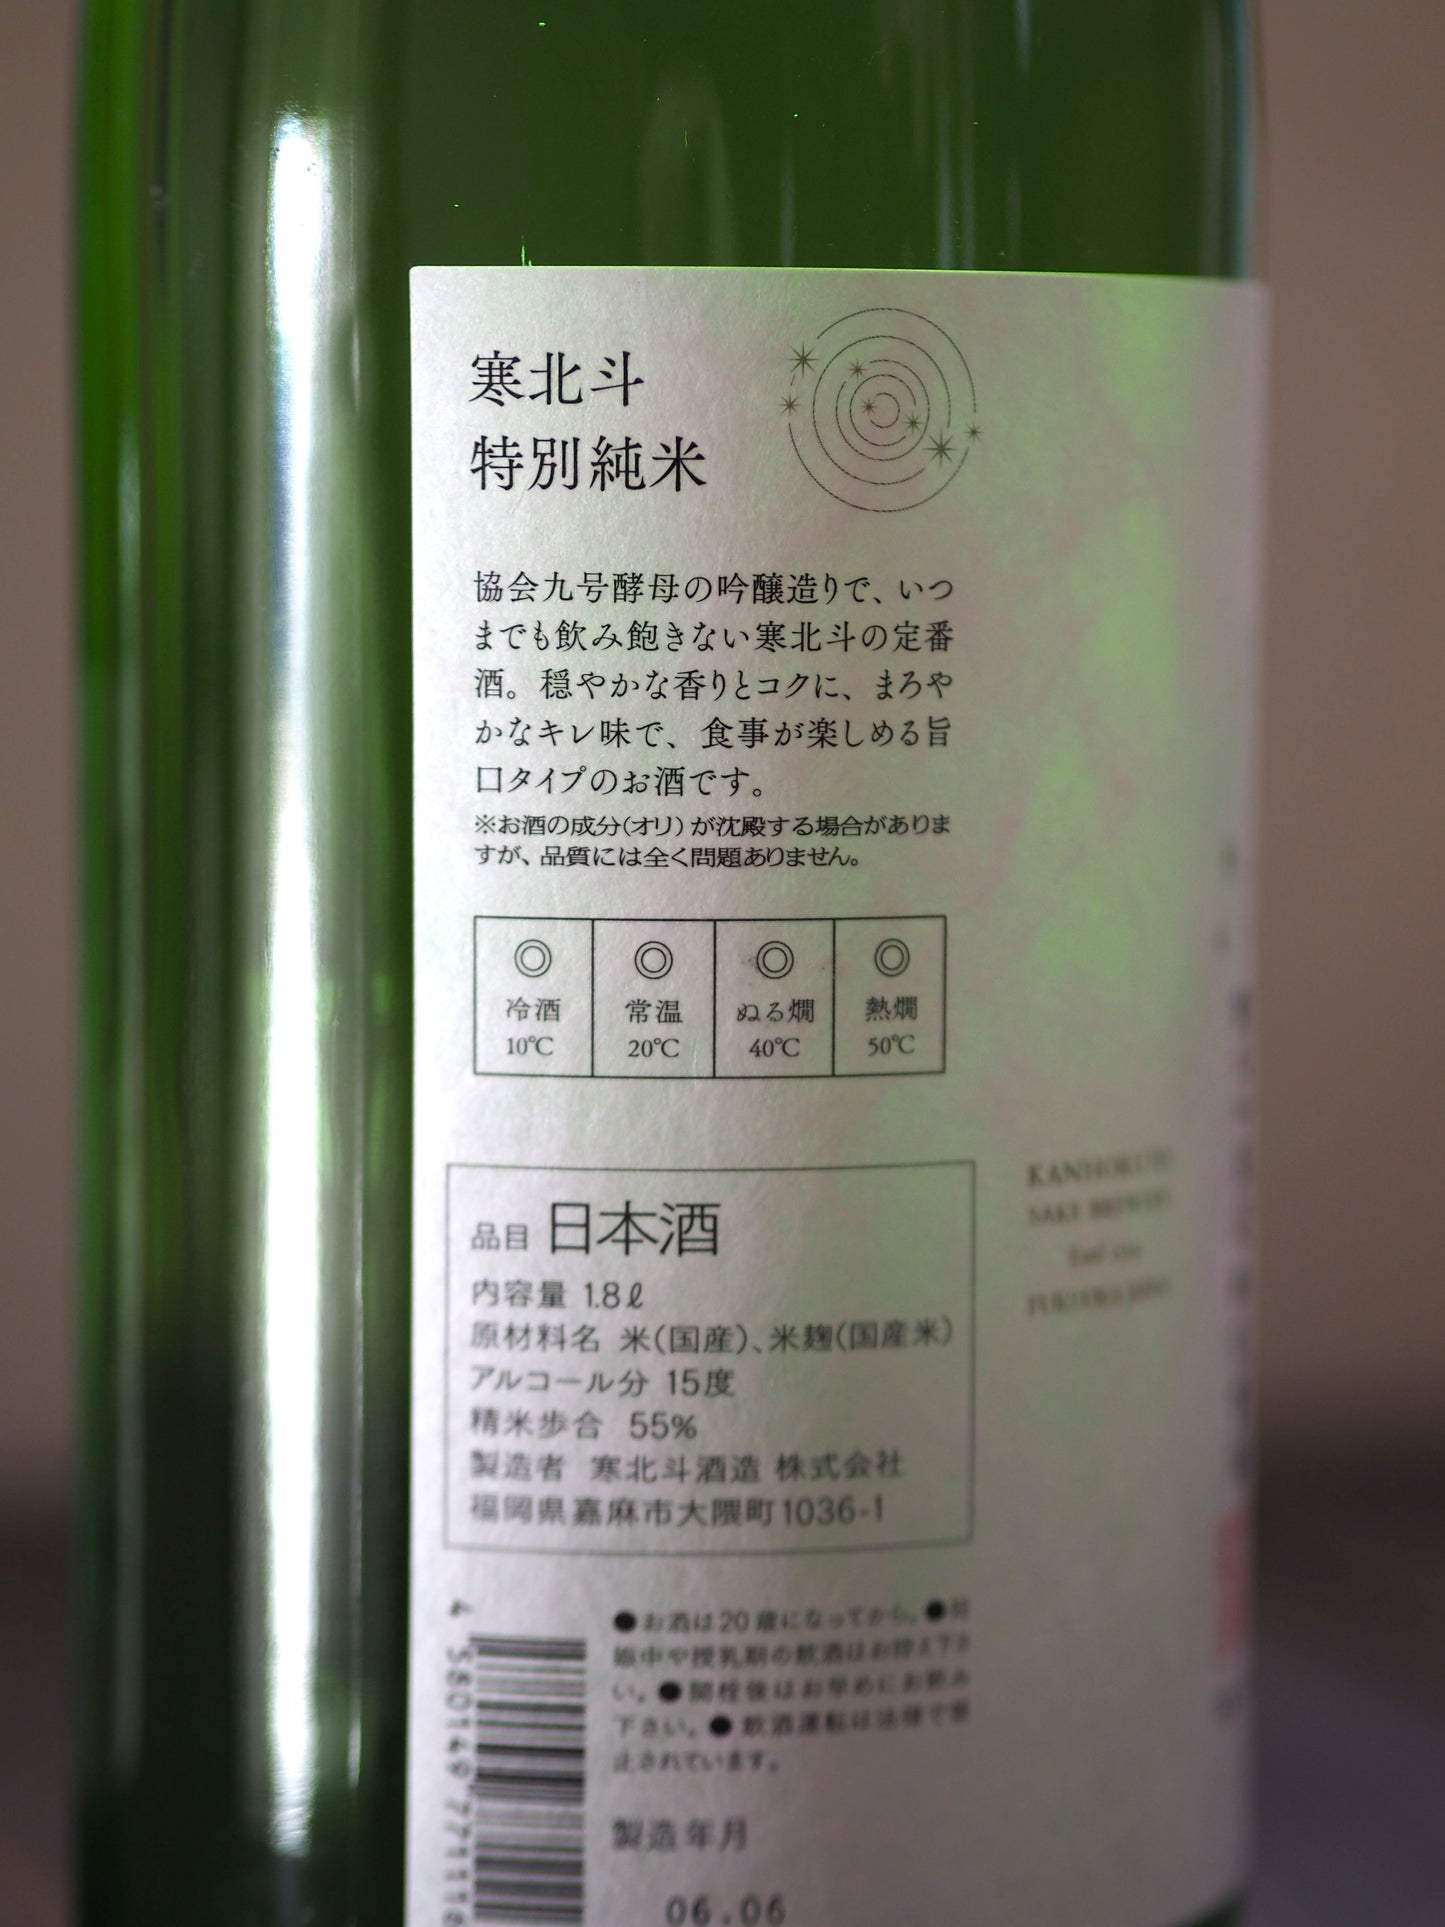 寒北斗
特別純米
協会九号酵母の吟醸造りで、いつ
までも飲み飽きない寒北斗の定番
酒。穏やかな香りとコクに、まろや
かなキレ味で、食事が楽しめる旨
口タイプのお酒です。
※お酒の成分(オリ)が沈殿する場合がありま
すが、品質には全く問題ありません。
◎ ◎ ◎ ◎
冷酒 常温 ぬる燗 熱燗
10℃ 20℃ 40℃ 50℃
品目 日本酒
内容量 1.8ℓ
原材料名 米(国産)、米麹(国産米)
アルコール分 15度
精米歩合 55%
製造者 寒北斗酒造 株式会社
福岡県嘉麻市大隈町1036-1
KANHOKUTO
SAKE BREWERY
●お酒は20歳になってから。●妊
娠中や授乳期の飲酒はお控え下さ
い。●開栓後はお早めにお飲み
下さい。●飲酒運転は法律で禁
止されています。
製造年月
06.06